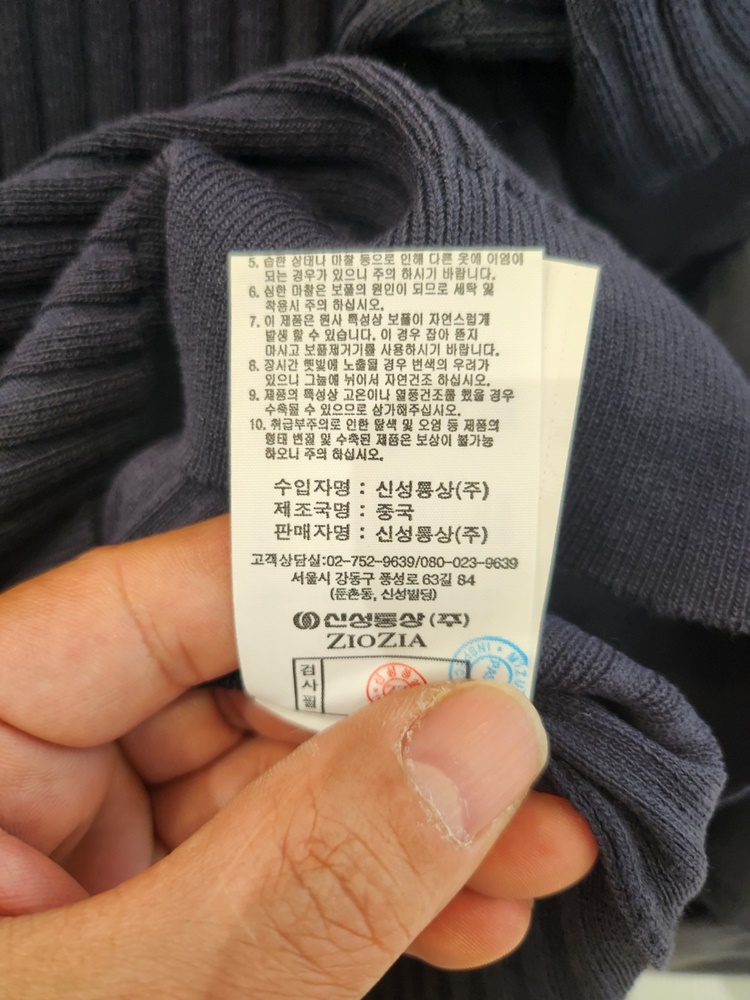 5.습한 상태나 마찰 등으로 인해 다른 옷에 이염이
되는 경우가 있으니 주의 하시기 바랍니다.
6. 심한 마찰은 보풀의 원인이 되므로 세탁 및
착용시 주의 하십시오.
7. 이 제품은 원사 특성상 보풀이 자연스럽게
발생 할 수 있습니다. 이 경우 잡아 뜯지
마시고 보풀제거기를 사용하시기 바랍니다.
8. 장시간 햇빛에 노출될 경우 변색의 우려가
있으니 그늘에 뉘어서 자연건조 하십시오.
9. 제품의 특성상 고온이나 열풍건조를 했을 경우
수축될 수 있으므로 삼가해주십시오.
10. 취급부주의로 인한 탈색 및 오염 등 제품의
형태 변질 및 수축된 제품은 보상이 불가능
하오니 주의 하십시오.
수입자명 : 신성통상(주)
제조국명 : 중국
판매자명 : 신성통상(주)
고객상담실:02-752-9639/080-023-9639
서울시 강동구 풍성로 63길 84
(둔촌동, 신성빌딩)
신성통상(주)
ZIOZIA
검사필